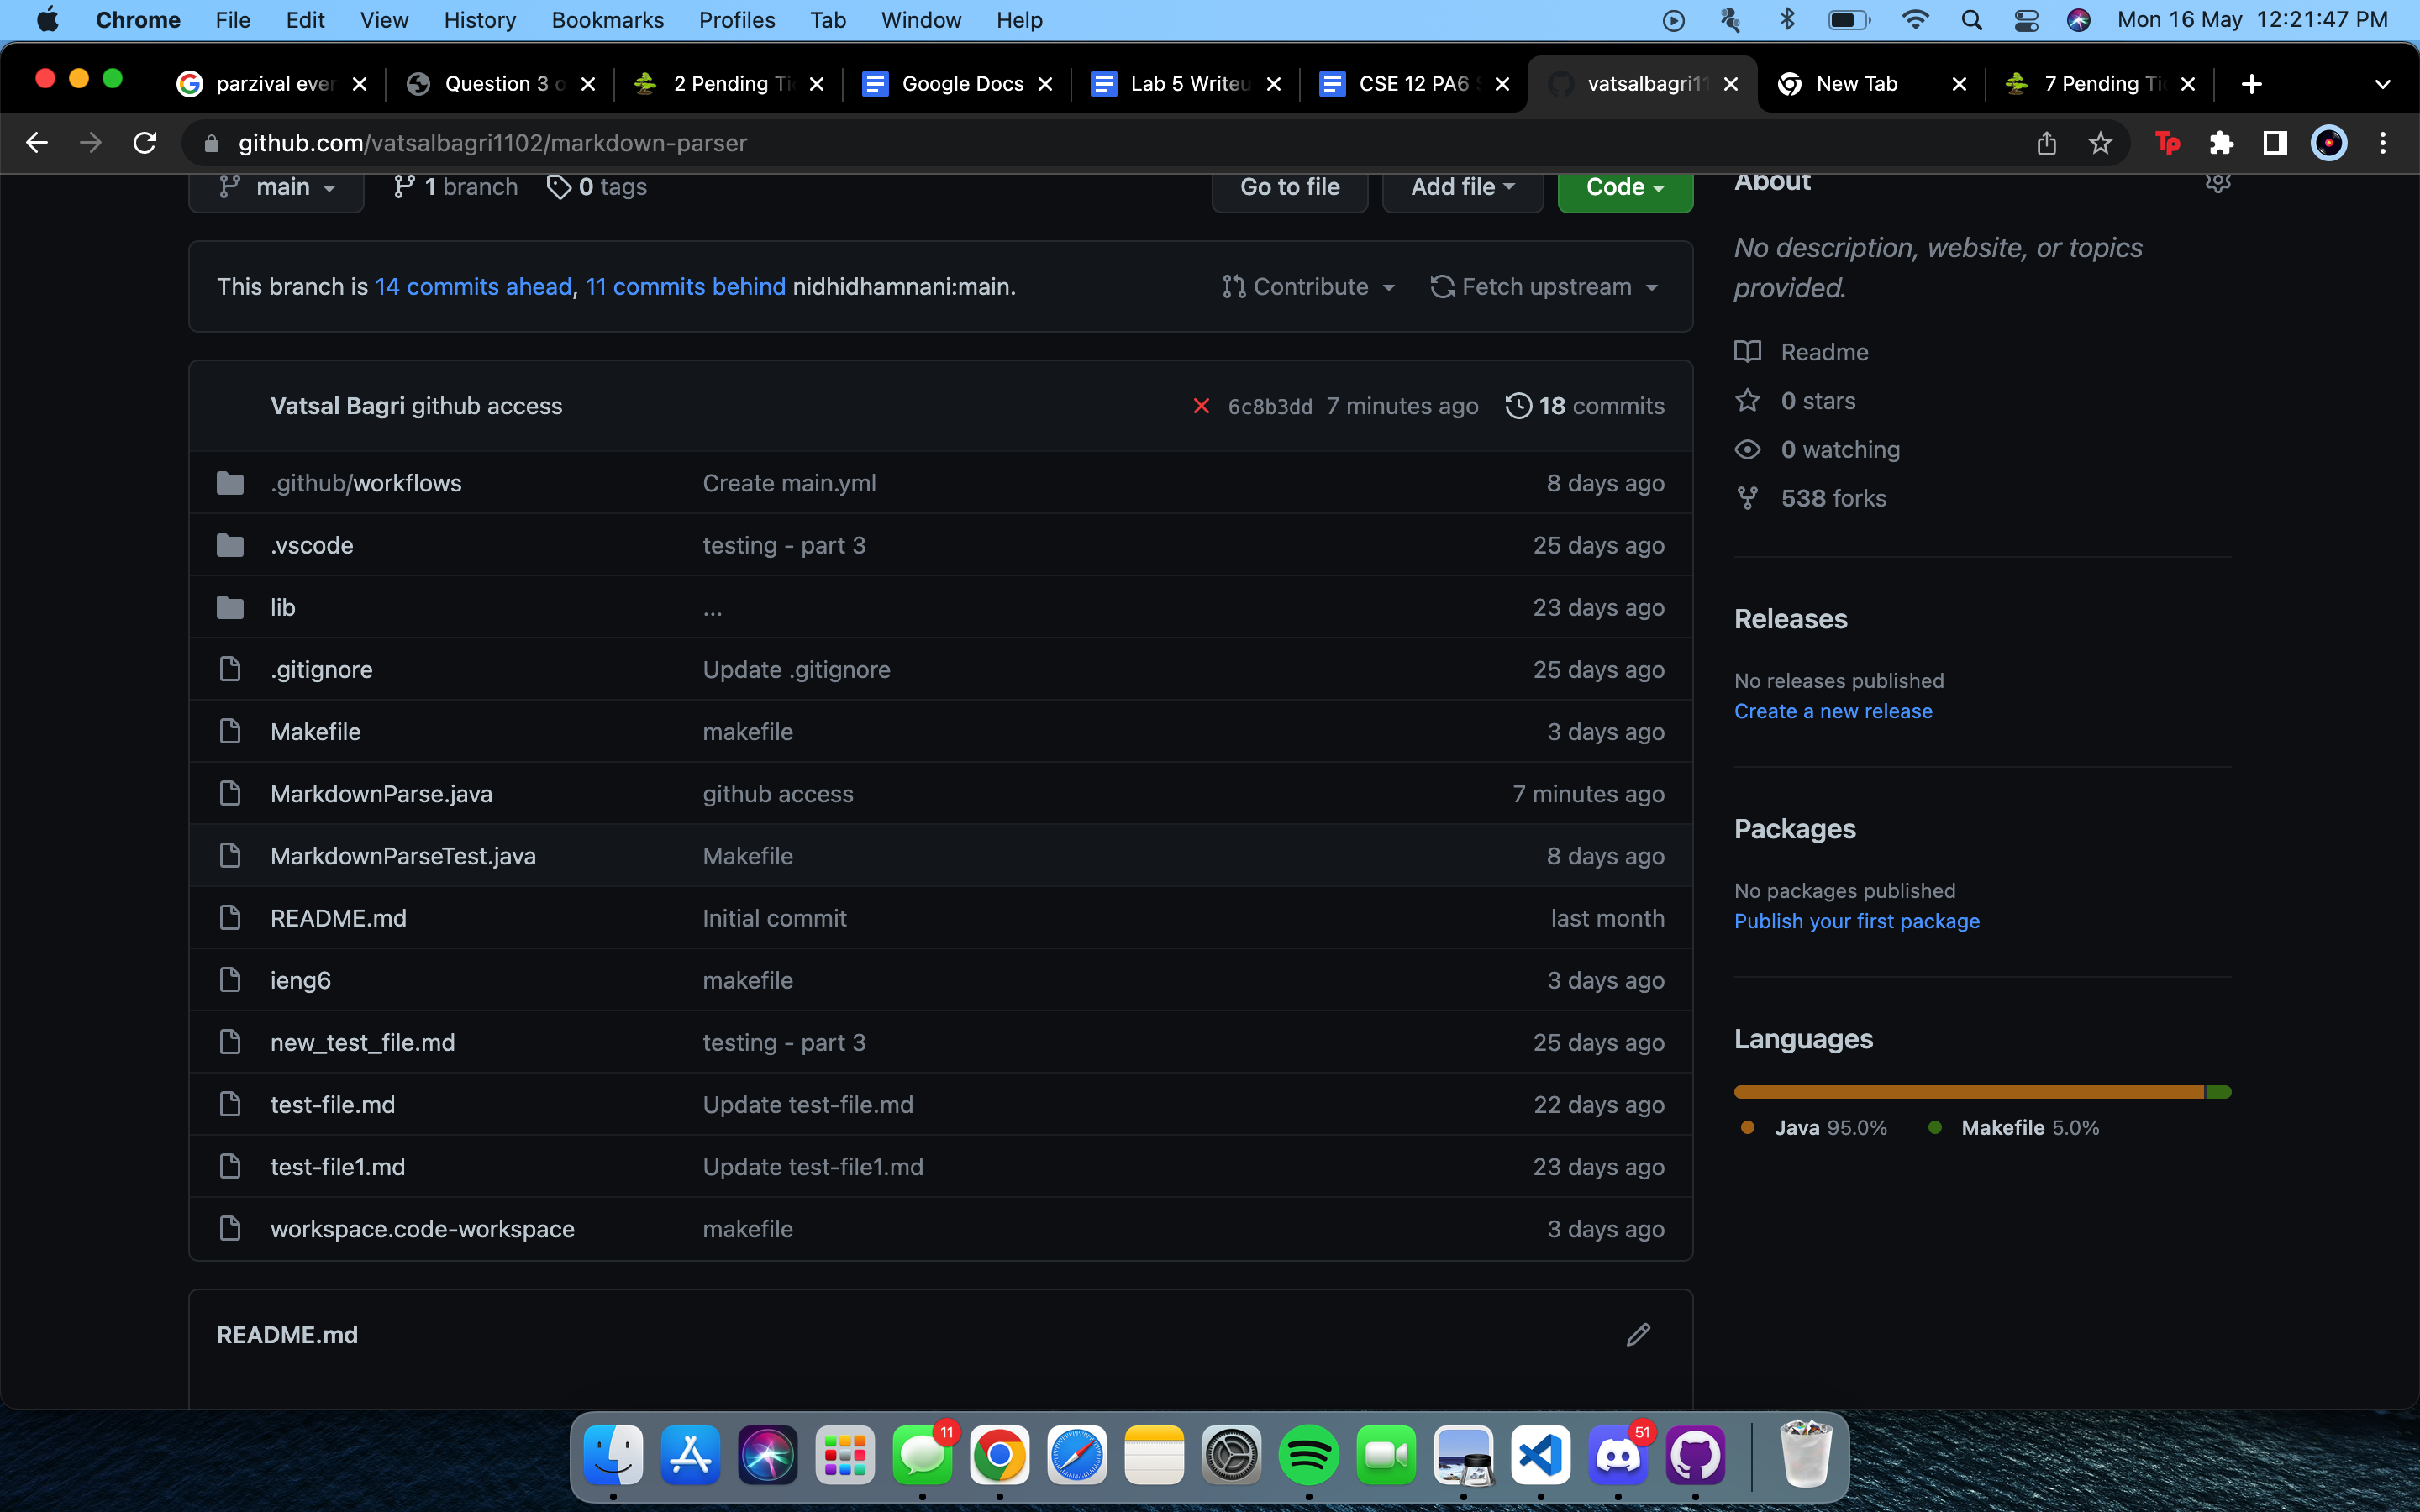 Chrome File Edit View History Bookmarks Profiles Tab Window Help Mon 16 May 12:21:47 PM
parzival ever Question 3 o 2 Pending Tic Google Docs Lab 5 Writeu CSE 12 PA6 S vatsalbagri11 New Tab 7 Pending Tic
github.com/vatsalbagri1102/markdown-parser Tp
main 1 branch 0 tags Go to file Add file Code
This branch is 14 commits ahead, 11 commits behind nidhidhamnani:main. Contribute Fetch upstream
Vatsal Bagri github access 6c8b3dd 7 minutes ago 18 commits
.github/workflows Create main.yml 8 days ago
.vscode testing - part 3 25 days ago
lib ... 23 days ago
.gitignore Update .gitignore 25 days ago
Makefile makefile 3 days ago
MarkdownParse.java github access 7 minutes ago
MarkdownParseTest.java Makefile 8 days ago
README.md Initial commit last month
ieng6 makefile 3 days ago
new_test_file.md testing - part 3 25 days ago
test-file.md Update test-file.md 22 days ago
test-file1.md Update test-file1.md 23 days ago
workspace.code-workspace makefile 3 days ago
README.md
About
No description, website, or topics
provided.
Readme
0 stars
0 watching
538 forks
Releases
No releases published
Create a new release
Packages
No packages published
Publish your first package
Languages
Java 95.0% Makefile 5.0%
11 51